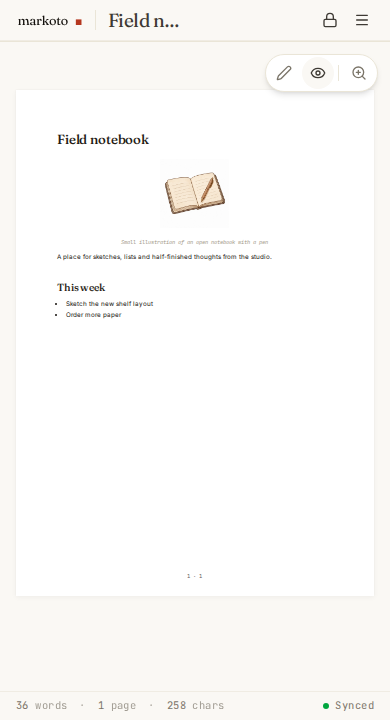 markoto
Field n...
Field notebook
Small illustration of an open notebook with a pen
A place for sketches, lists and half-finished thoughts from the studio.
This week
• Sketch the new shelf layout
• Order more paper
1 - 1
36 words · 1 page · 258 chars
Synced